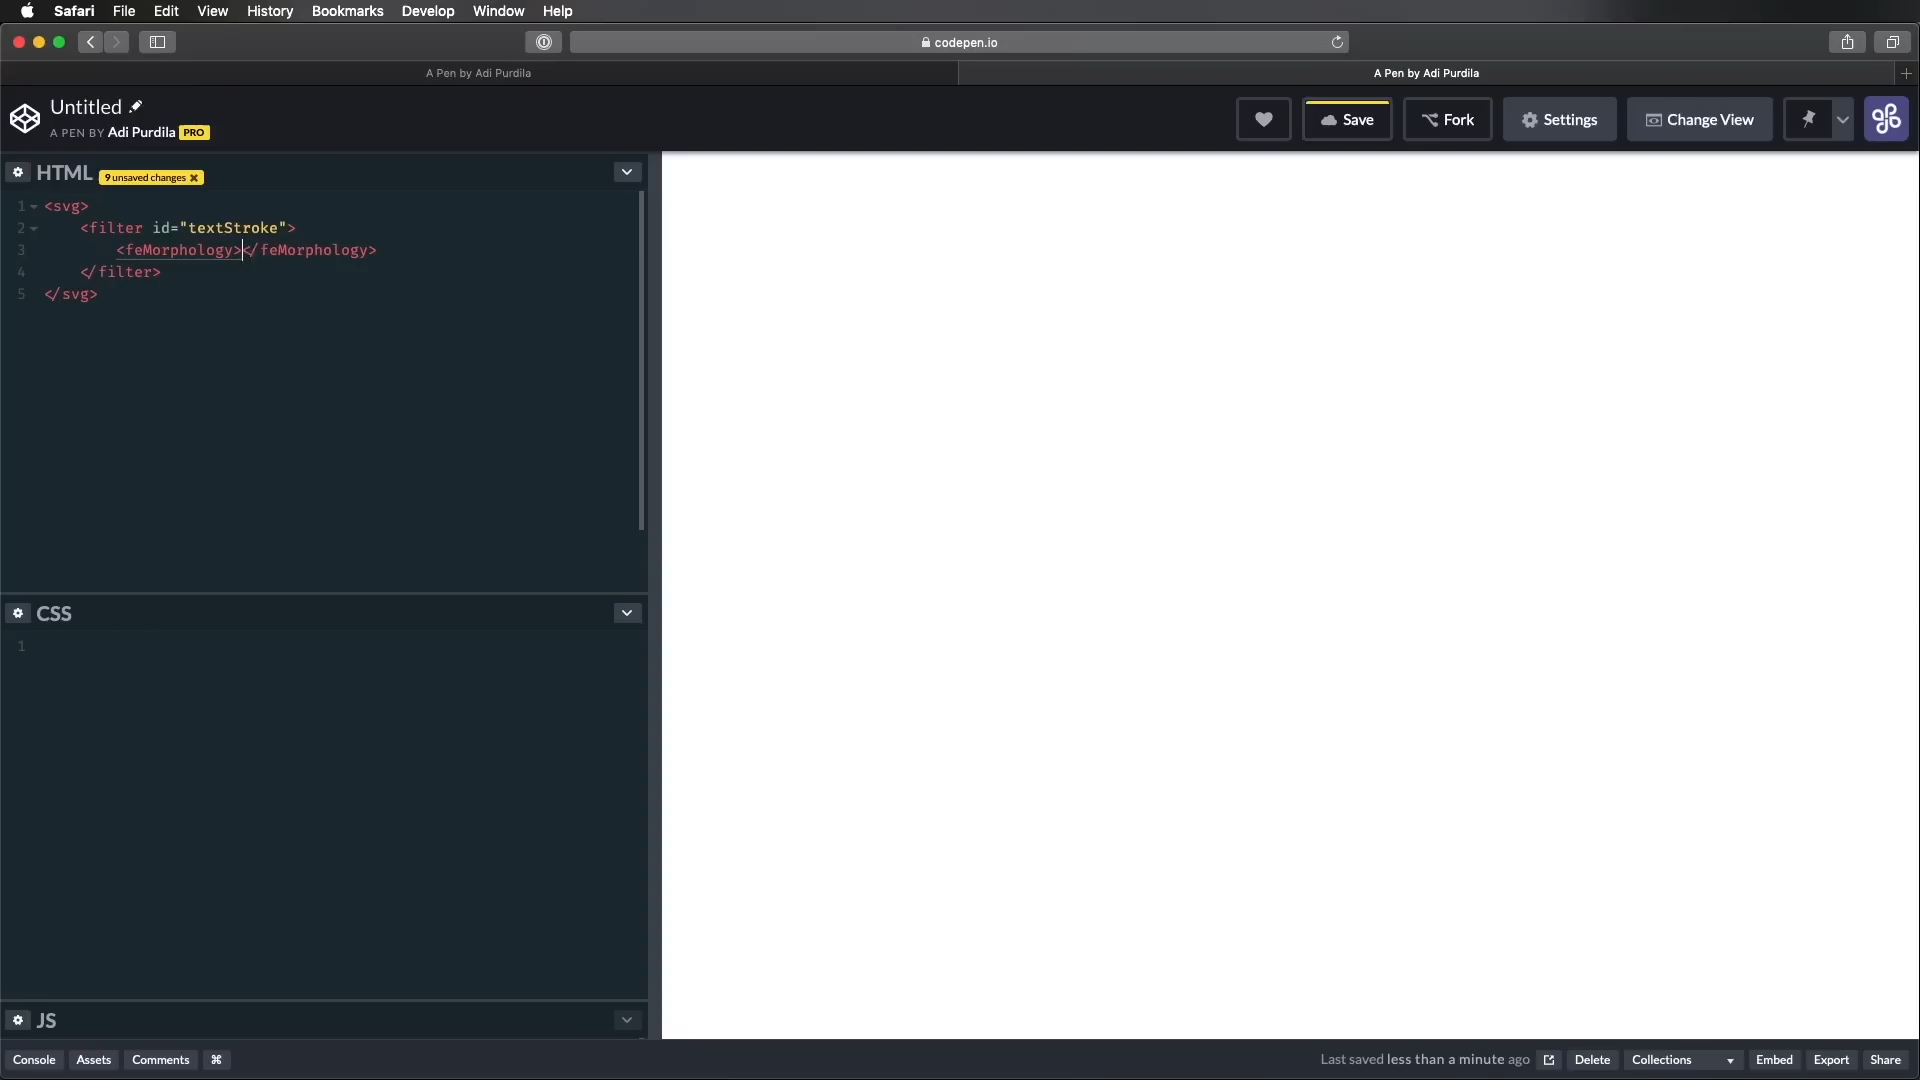 Safari File Edit View History Bookmarks Develop Window Help
codepen.io
A Pen by Adi Purdila
A Pen by Adi Purdila
Untitled
A PEN BY Adi Purdila PRO
Save
Fork
Settings
Change View
HTML 9 unsaved changes x
1 <svg>
2 <filter id="textStroke">
3 <feMorphology></feMorphology>
4 </filter>
5 </svg>
CSS
1
JS
Console Assets Comments ⌘
Last saved less than a minute ago
Delete Collections Embed Export Share